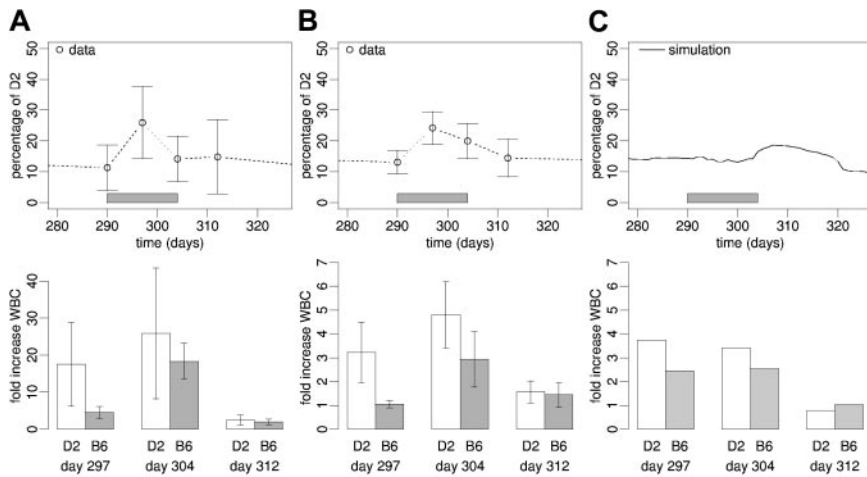 A
B
C
data
data
simulation
percentage of D2
0 10 20 30 40 50
280 290 300 310 320
time (days)
percentage of D2
0 10 20 30 40 50
280 290 300 310 320
time (days)
percentage of D2
0 10 20 30 40 50
280 290 300 310 320
time (days)
fold increase WBC
0 10 20 30 40
D2 B6 D2 B6 D2 B6
day 297 day 304 day 312
fold increase WBC
0 1 2 3 4 5 6 7
D2 B6 D2 B6 D2 B6
day 297 day 304 day 312
fold increase WBC
0 1 2 3 4 5 6 7
D2 B6 D2 B6 D2 B6
day 297 day 304 day 312